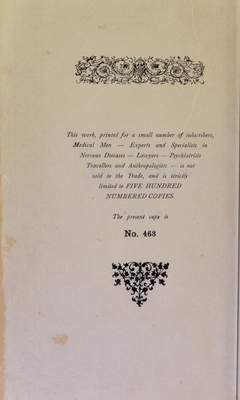 This work, printed for a small number of subscribers,
Medical Men — Experts and Specialists in
Nervous Diseases — Lawyers — Psychiatrists
Travellers and Anthropologists — is not
sold to the Trade, and is strictly
limited to FIVE HUNDRED
NUMBERED COPIES.
The present copy is
No. 463